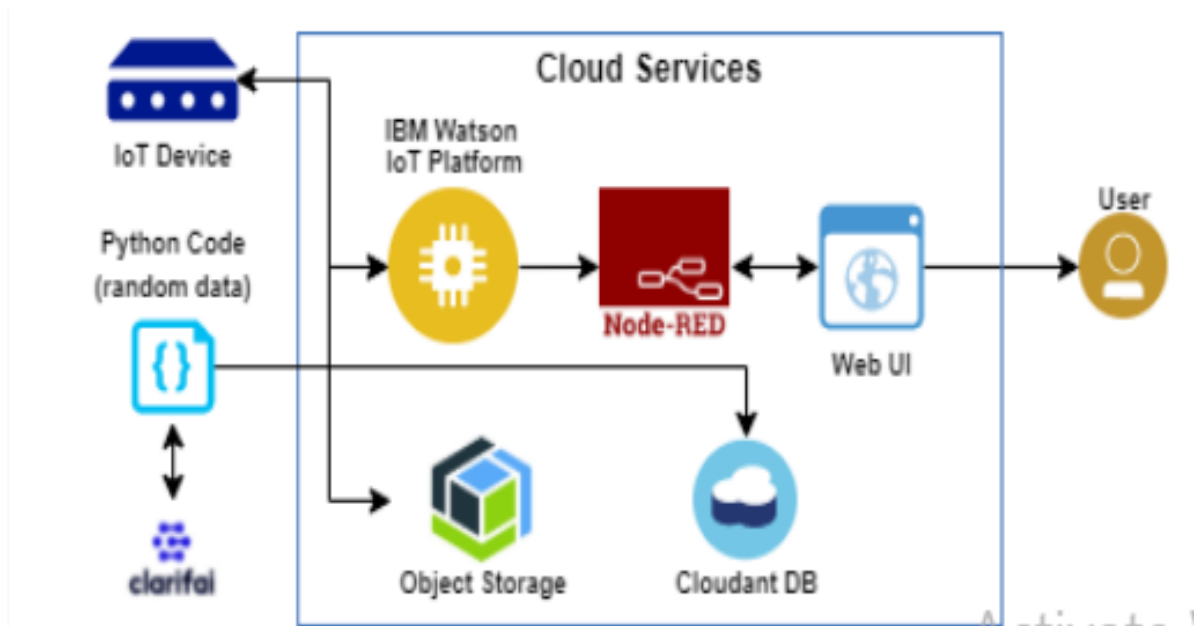 Cloud Services
IoT Device
IBM Watson
IoT Platform
User
Python Code
(random data)
Node-RED
Web UI
clarifai
Object Storage
Cloudant DB